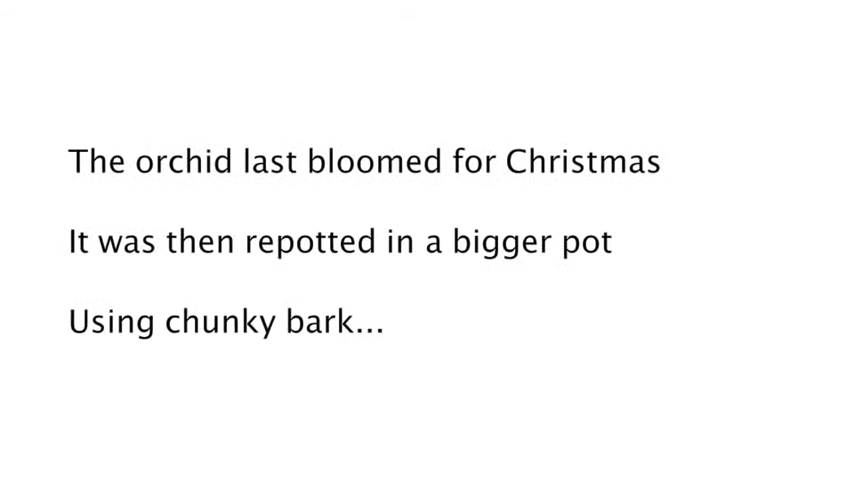 The orchid last bloomed for Christmas
It was then repotted in a bigger pot
Using chunky bark...